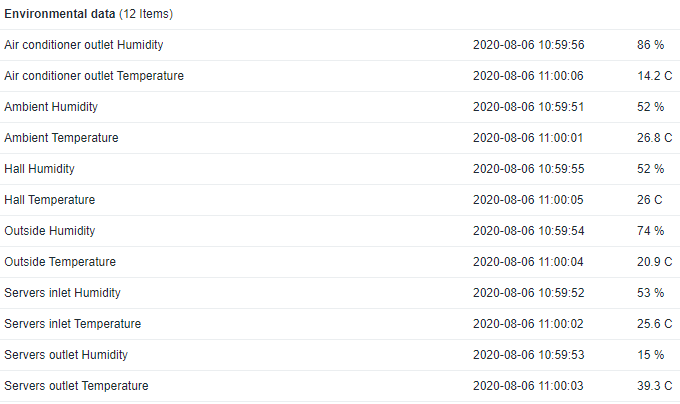 Environmental data (12 Items)
Air conditioner outlet Humidity 2020-08-06 10:59:56 86 %
Air conditioner outlet Temperature 2020-08-06 11:00:06 14.2 C
Ambient Humidity 2020-08-06 10:59:51 52 %
Ambient Temperature 2020-08-06 11:00:01 26.8 C
Hall Humidity 2020-08-06 10:59:55 52 %
Hall Temperature 2020-08-06 11:00:05 26 C
Outside Humidity 2020-08-06 10:59:54 74 %
Outside Temperature 2020-08-06 11:00:04 20.9 C
Servers inlet Humidity 2020-08-06 10:59:52 53 %
Servers inlet Temperature 2020-08-06 11:00:02 25.6 C
Servers outlet Humidity 2020-08-06 10:59:53 15 %
Servers outlet Temperature 2020-08-06 11:00:03 39.3 C